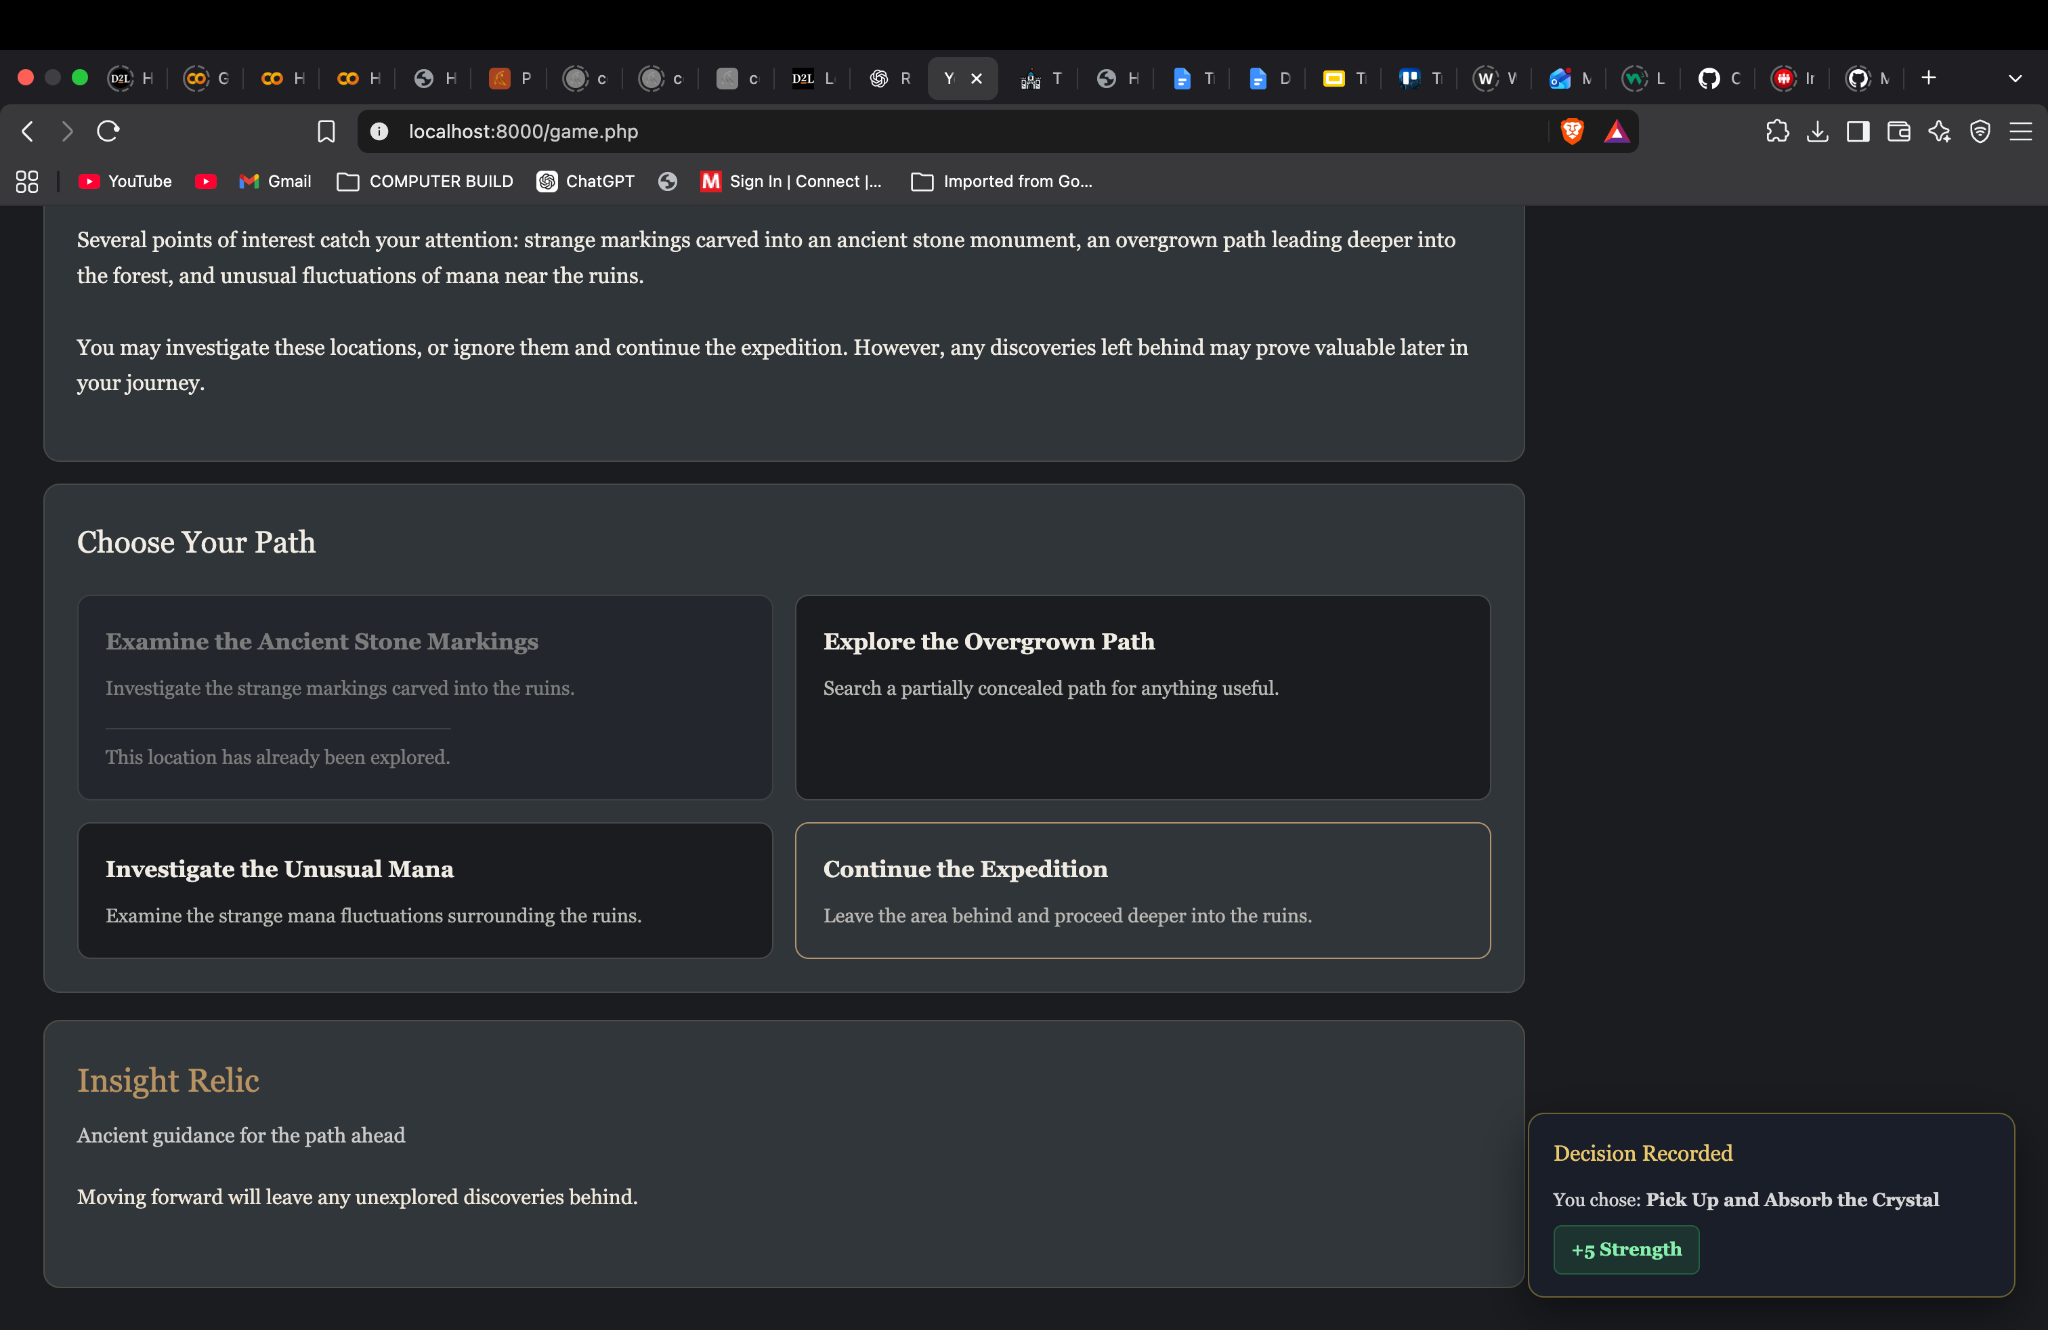 D2L H
G
H
H
H
P
c
c
c
D2L L
R
Y
T
H
T
D
T
T
W V
M
L
C
Ir
M
localhost:8000/game.php
YouTube
Gmail
COMPUTER BUILD
ChatGPT
M Sign In | Connect |...
Imported from Go...
Several points of interest catch your attention: strange markings carved into an ancient stone monument, an overgrown path leading deeper into
the forest, and unusual fluctuations of mana near the ruins.
You may investigate these locations, or ignore them and continue the expedition. However, any discoveries left behind may prove valuable later in
your journey.
Choose Your Path
Examine the Ancient Stone Markings
Investigate the strange markings carved into the ruins.
This location has already been explored.
Explore the Overgrown Path
Search a partially concealed path for anything useful.
Investigate the Unusual Mana
Examine the strange mana fluctuations surrounding the ruins.
Continue the Expedition
Leave the area behind and proceed deeper into the ruins.
Insight Relic
Ancient guidance for the path ahead
Moving forward will leave any unexplored discoveries behind.
Decision Recorded
You chose: Pick Up and Absorb the Crystal
+5 Strength